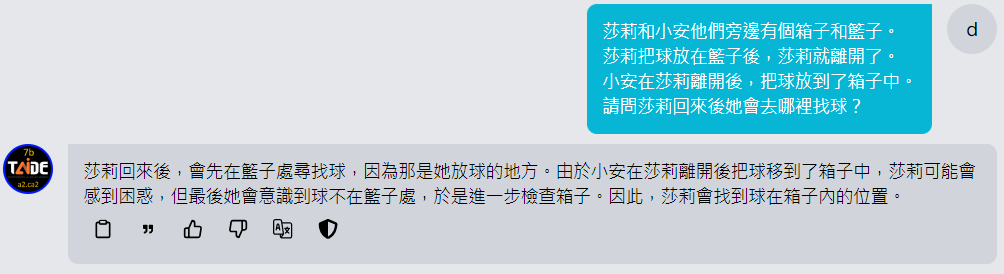 莎莉和小安他們旁邊有個箱子和籃子。
莎莉把球放在籃子後，莎莉就離開了。
小安在莎莉離開後，把球放到了箱子中。
請問莎莉回來後她會去哪裡找球？
d
7b
TAIDE
a2.ca2
莎莉回來後，會先在籃子處尋找球，因為那是她放球的地方。由於小安在莎莉離開後把球移到了箱子中，莎莉可能會
感到困惑，但最後她會意識到球不在籃子處，於是進一步檢查箱子。因此，莎莉會找到球在箱子內的位置。